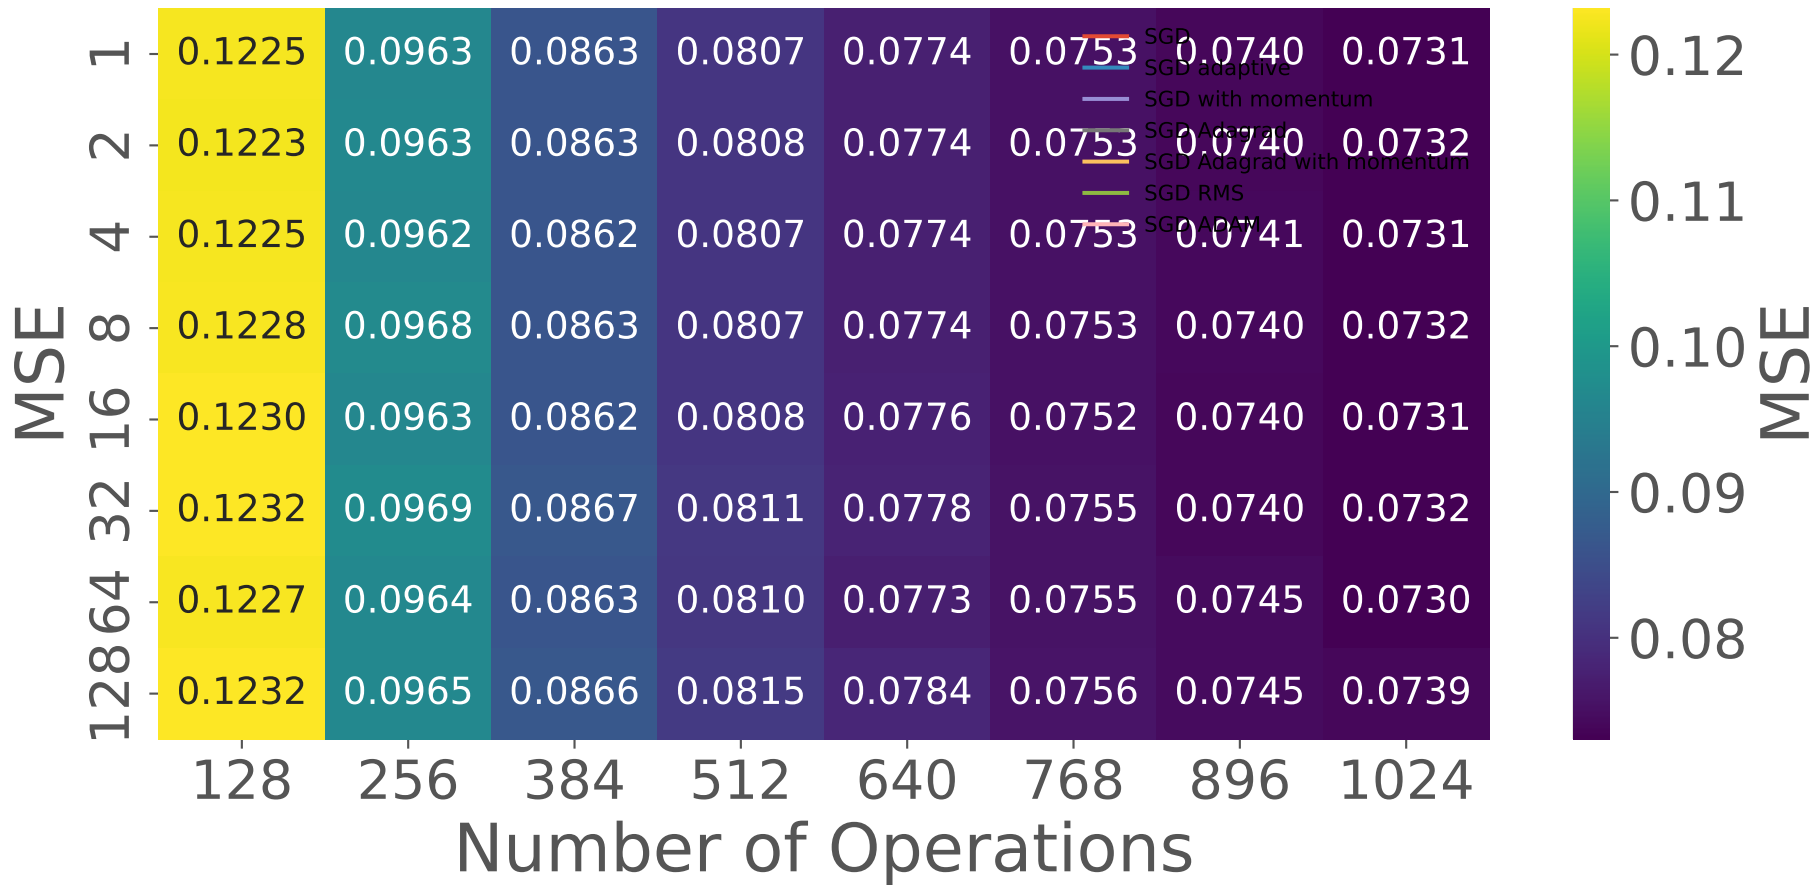 1 0.1225 0.0963 0.0863 0.0807 0.0774 0.0753 0.0740 0.0731
2 0.1223 0.0963 0.0863 0.0808 0.0774 0.0753 0.0740 0.0732
4 0.1225 0.0962 0.0862 0.0807 0.0774 0.0753 0.0741 0.0731
8 0.1228 0.0968 0.0863 0.0807 0.0774 0.0753 0.0740 0.0732
16 0.1230 0.0963 0.0862 0.0808 0.0776 0.0752 0.0740 0.0731
32 0.1232 0.0969 0.0867 0.0811 0.0778 0.0755 0.0740 0.0732
64 0.1227 0.0964 0.0863 0.0810 0.0773 0.0755 0.0745 0.0730
128 0.1232 0.0965 0.0866 0.0815 0.0784 0.0756 0.0745 0.0739
128 256 384 512 640 768 896 1024
Number of Operations
MSE
SGD
SGD adaptive
SGD with momentum
SGD Adagrad
SGD Adagrad with momentum
SGD RMS
SGD ADAM
0.12
0.11
0.10
0.09
0.08
MSE